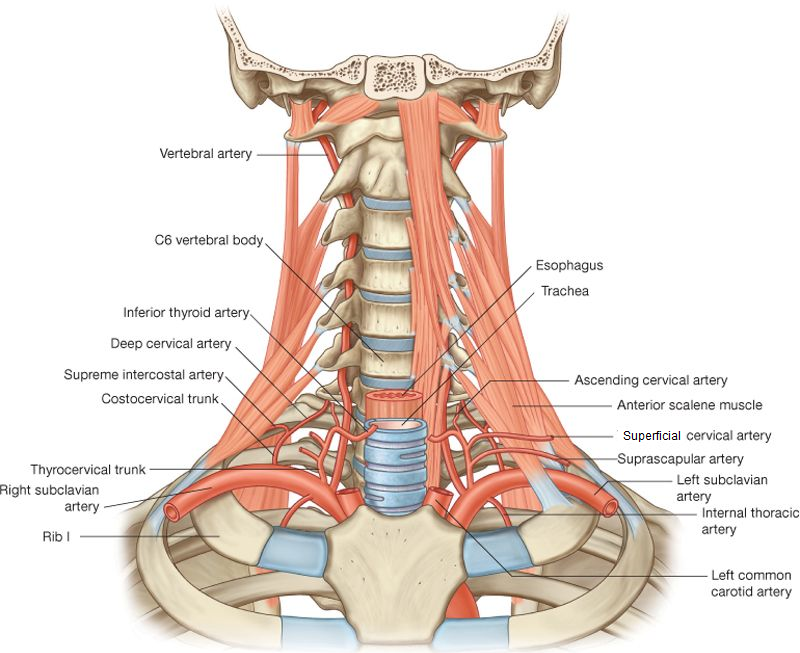 Vertebral artery
C6 vertebral body
Inferior thyroid artery
Deep cervical artery
Supreme intercostal artery
Costocervical trunk
Thyrocervical trunk
Right subclavian
artery
Rib I
Esophagus
Trachea
Ascending cervical artery
Anterior scalene muscle
Superficial cervical artery
Suprascapular artery
Left subclavian
artery
Internal thoracic
artery
Left common
carotid artery